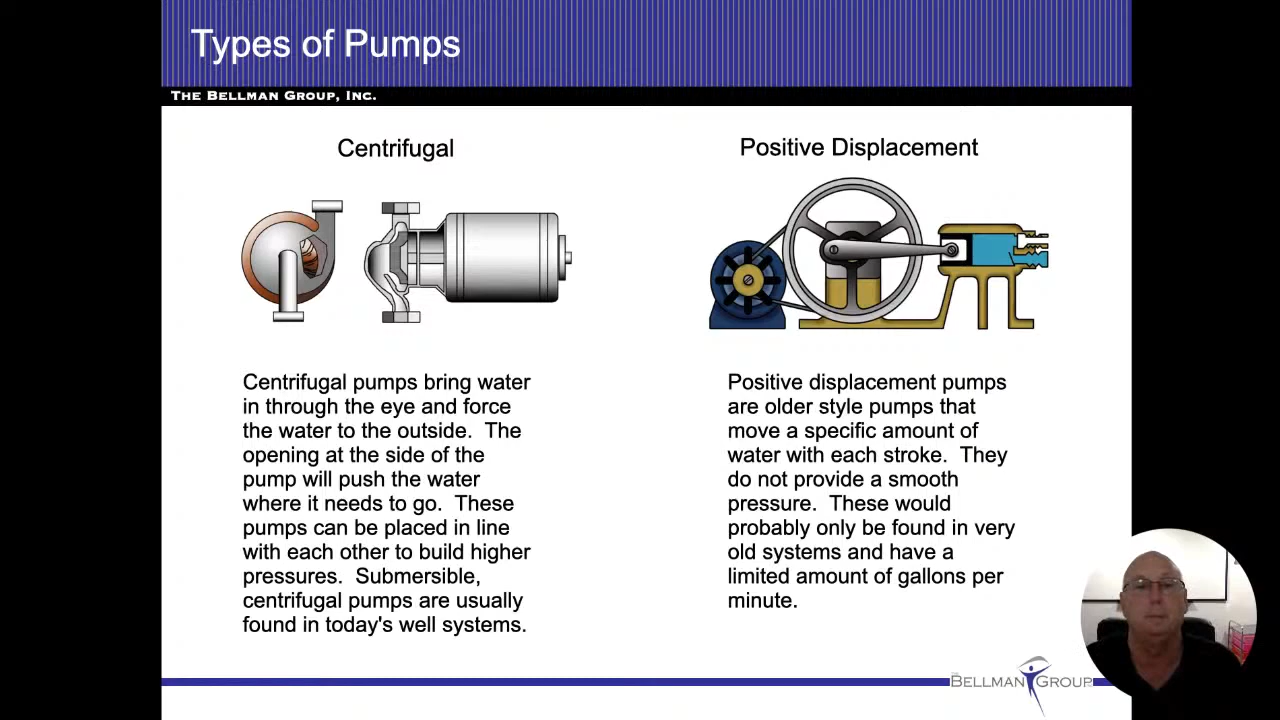 Types of Pumps
THE BELLMAN GROUP, INC.
Centrifugal
Centrifugal pumps bring water
in through the eye and force
the water to the outside.  The
opening at the side of the
pump will push the water
where it needs to go.  These
pumps can be placed in line
with each other to build higher
pressures.  Submersible,
centrifugal pumps are usually
found in today's well systems.
Positive Displacement
Positive displacement pumps
are older style pumps that
move a specific amount of
water with each stroke.  They
do not provide a smooth
pressure.  These would
probably only be found in very
old systems and have a
limited amount of gallons per
minute.
THE BELLMAN GROUP